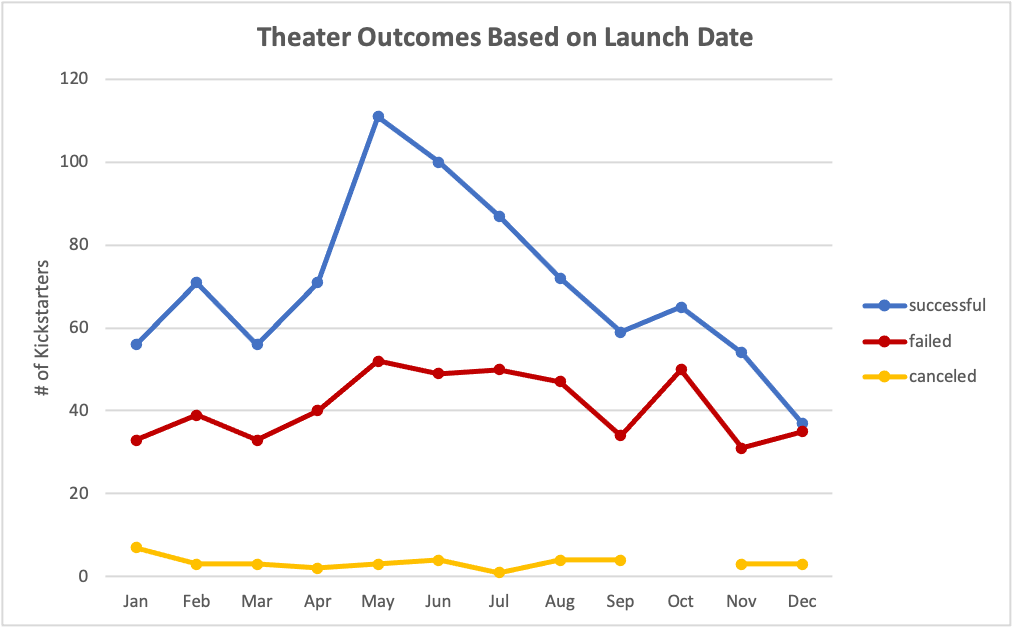 Theater Outcomes Based on Launch Date
120
100
80
60
40
20
0
# of Kickstarters
Jan Feb Mar Apr May Jun Jul Aug Sep Oct Nov Dec
successful
failed
canceled